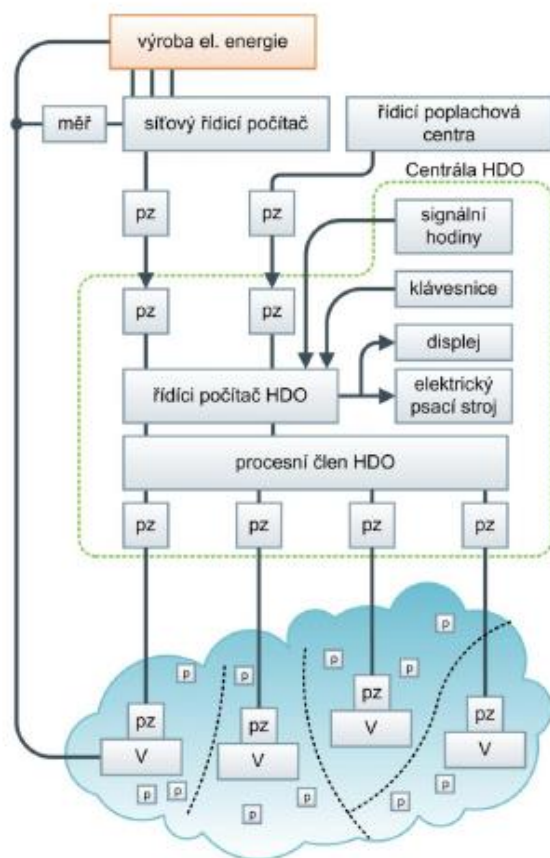 výroba el. energie
měř
síťový řídicí počítač
řídicí poplachová
centra
Centrála HDO
pz
pz
signální
hodiny
pz
pz
klávesnice
displej
řídíci počítač HDO
elektrický
psací stroj
procesní člen HDO
pz
pz
pz
pz
p
p
p
p
p
p
pz
pz
pz
pz
V
V
V
V
p
p
p
p
p
p